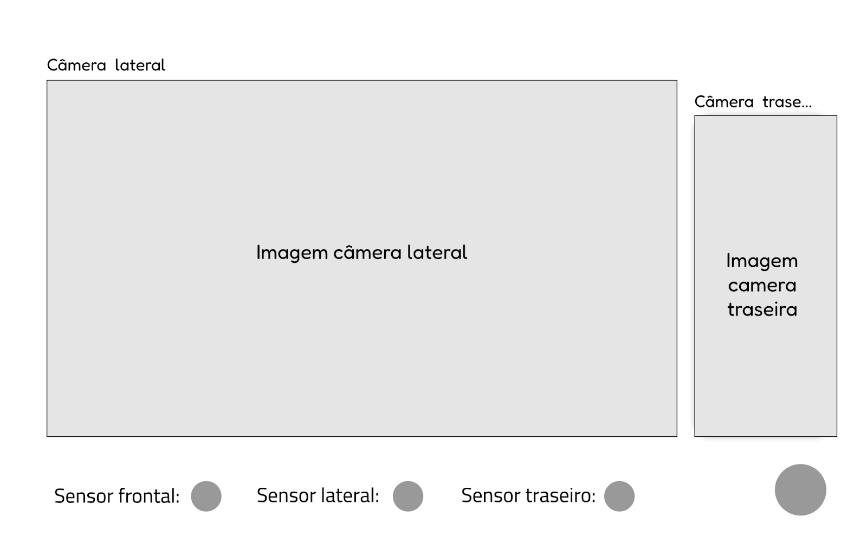 Câmera lateral
Câmera trase...
Imagem câmera lateral
Imagem
camera
traseira
Sensor frontal:
Sensor lateral:
Sensor traseiro: